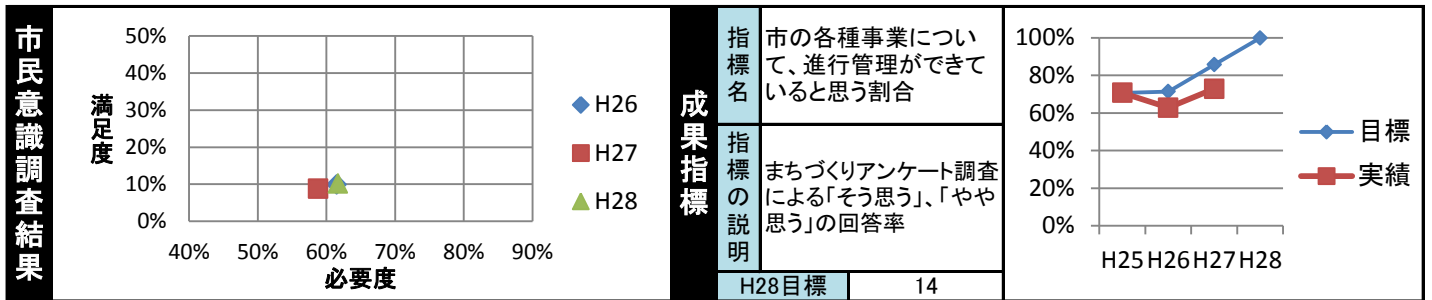 市民意識調査結果
満足度
50%
40%
30%
20%
10%
0%
40% 50% 60% 70% 80% 90%
必要度
H26
H27
H28
成果指標
指標名
市の各種事業につい
て、進行管理ができて
いると思う割合
指標の説明
まちづくりアンケート調査
による「そう思う」、「やや
思う」の回答率
H28目標 14
100%
80%
60%
40%
20%
0%
H25 H26 H27 H28
目標
実績